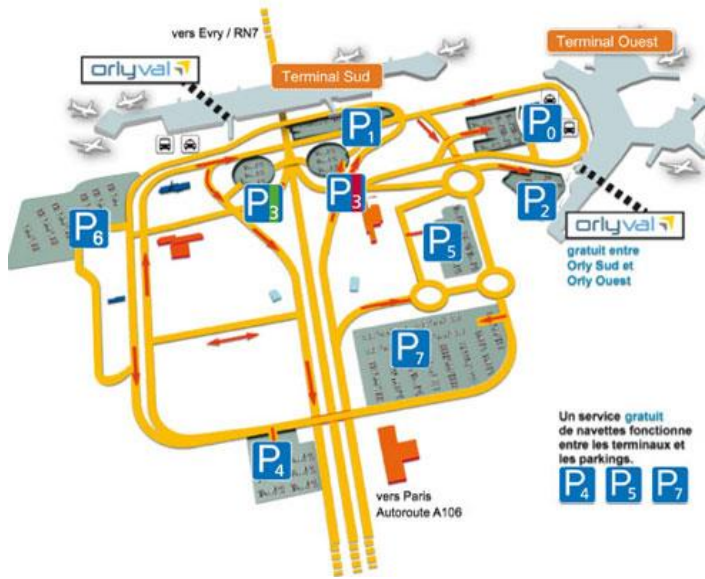 vers Evry / RN7
Terminal Ouest
orlyval
Terminal Sud
P1
P0
P3
P3
P2
P6
P5
orlyval
gratuit entre
Orly Sud et
Orly Ouest
P7
Un service gratuit
de navettes fonctionne
entre les terminaux et
les parkings.
P4
P4 P5 P7
vers Paris
Autoroute A106